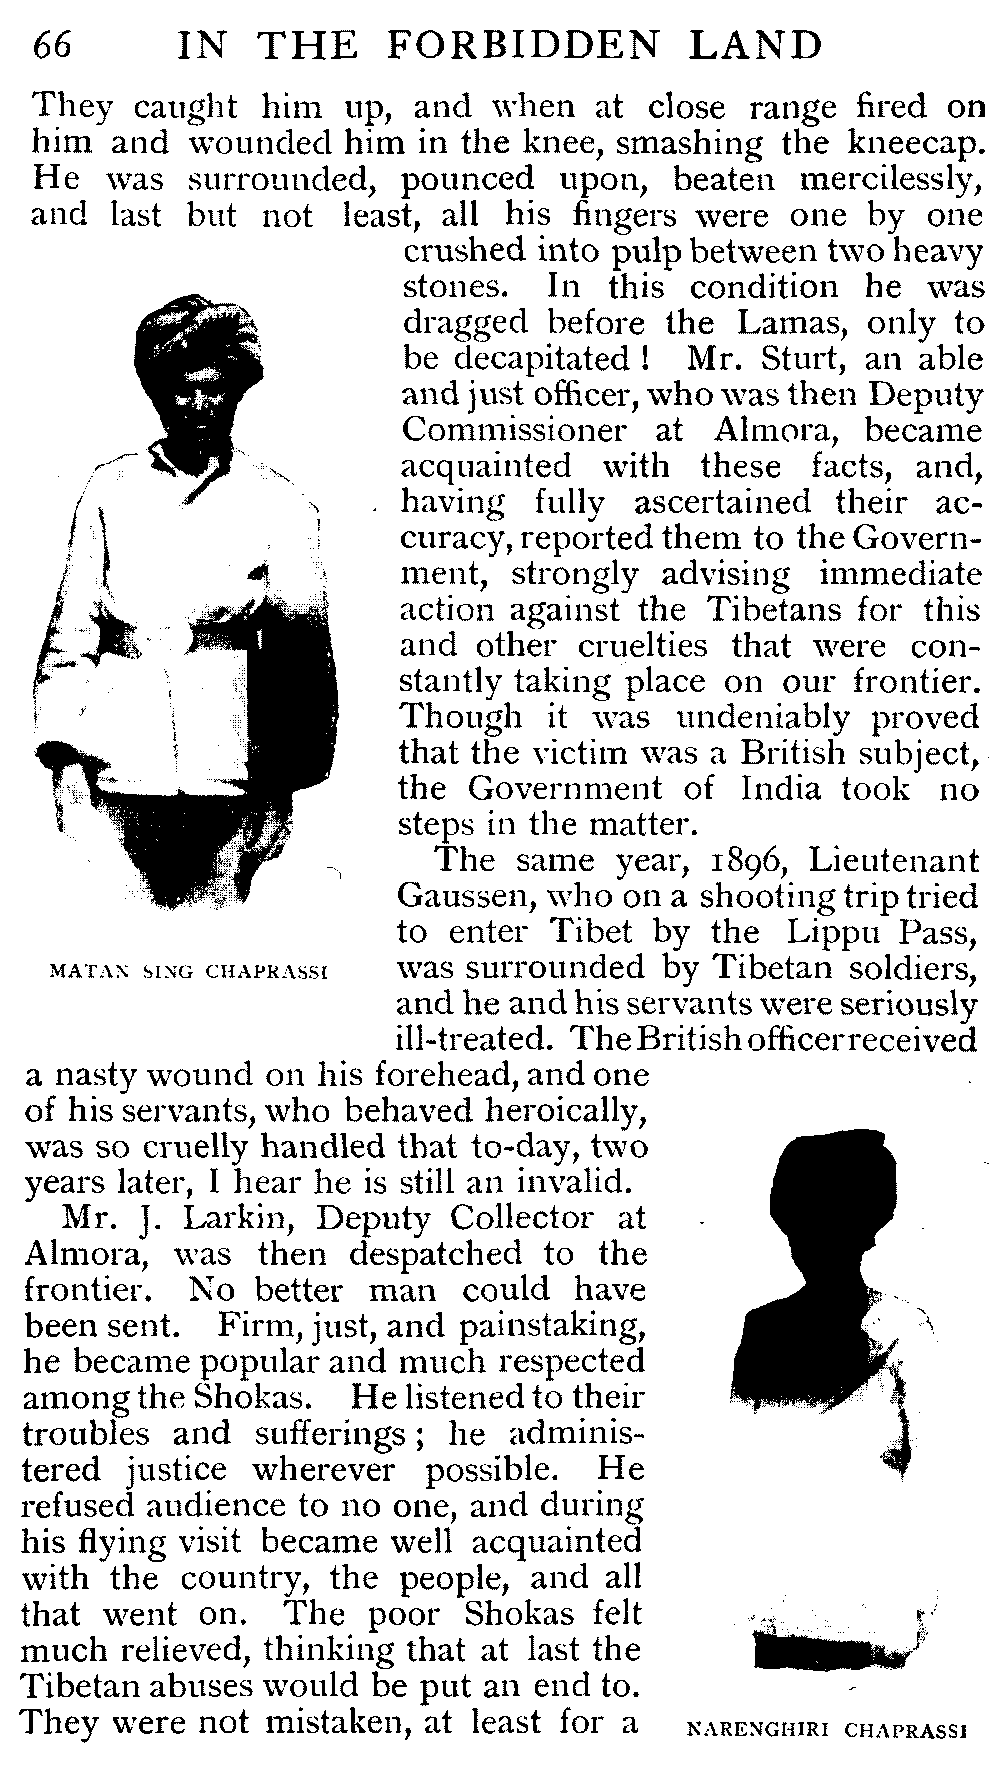 66 IN THE FORBIDDEN LAND
They caught him up, and when at close range fired on
him and wounded him in the knee, smashing the kneecap.
He was surrounded, pounced upon, beaten mercilessly,
and last but not least, all his fingers were one by one
crushed into pulp between two heavy
stones. In this condition he was
dragged before the Lamas, only to
be decapitated ! Mr. Sturt, an able
and just officer, who was then Deputy
Commissioner at Almora, became
acquainted with these facts, and,
having fully ascertained their ac-
curacy, reported them to the Govern-
ment, strongly advising immediate
action against the Tibetans for this
and other cruelties that were con-
stantly taking place on our frontier.
Though it was undeniably proved
that the victim was a British subject,
the Government of India took no
steps in the matter.
The same year, 1896, Lieutenant
Gaussen, who on a shooting trip tried
to enter Tibet by the Lippu Pass,
was surrounded by Tibetan soldiers,
and he and his servants were seriously
ill-treated. The British officer received
MATAN SING CHAPRASSI
a nasty wound on his forehead, and one
of his servants, who behaved heroically,
was so cruelly handled that to-day, two
years later, I hear he is still an invalid.
Mr. J. Larkin, Deputy Collector at
Almora, was then despatched to the
frontier. No better man could have
been sent. Firm, just, and painstaking,
he became popular and much respected
among the Shokas. He listened to their
troubles and sufferings ; he adminis-
tered justice wherever possible. He
refused audience to no one, and during
his flying visit became well acquainted
with the country, the people, and all
that went on. The poor Shokas felt
much relieved, thinking that at last the
Tibetan abuses would be put an end to.
They were not mistaken, at least for a
NARENGHIRI CHAPRASSI